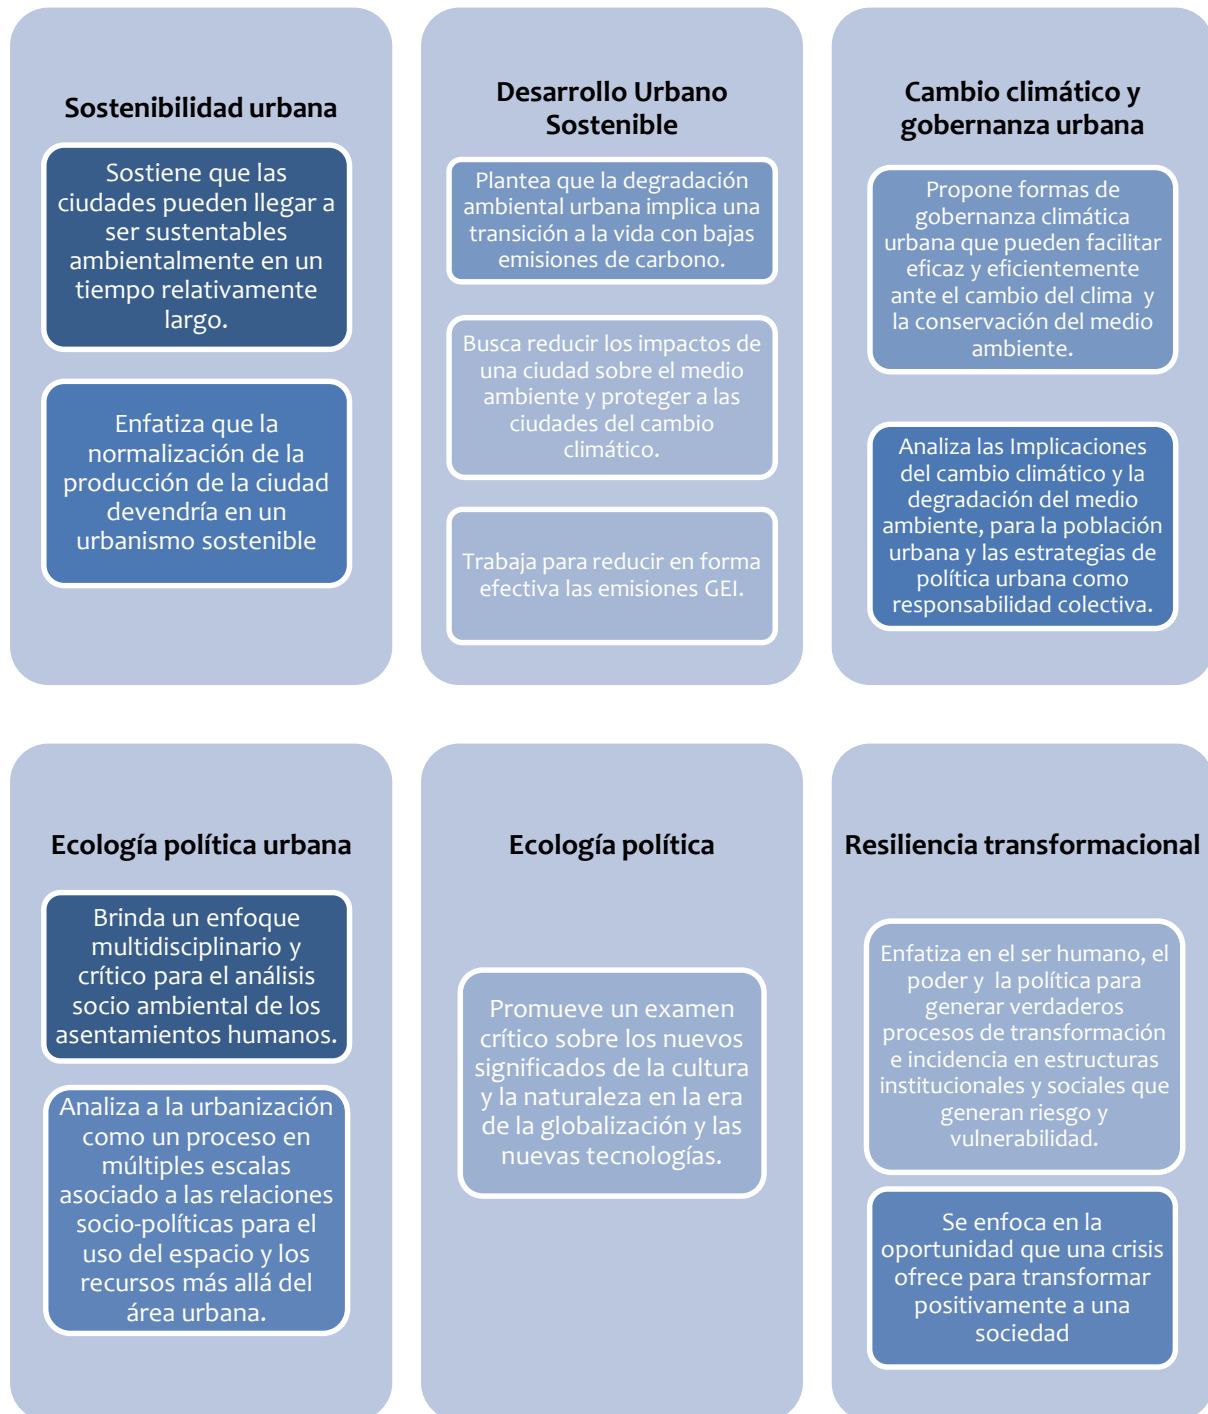 Sostenibilidad urbana
Sostiene que las
ciudades pueden llegar a
ser sustentables
ambientalmente en un
tiempo relativamente
largo.
Enfatiza que la
normalización de la
producción de la ciudad
devendría en un
urbanismo sostenible
Desarrollo Urbano
Sostenible
Plantea que la degradación
ambiental urbana implica una
transición a la vida con bajas
emisiones de carbono.
Busca reducir los impactos de
una ciudad sobre el medio
ambiente y proteger a las
ciudades del cambio
climático.
Trabaja para reducir en forma
efectiva las emisiones GEI.
Cambio climático y
gobernanza urbana
Propone formas de
gobernanza climática
urbana que pueden facilitar
eficaz y eficientemente
ante el cambio del clima y
la conservación del medio
ambiente.
Analiza las Implicaciones
del cambio climático y la
degradación del medio
ambiente, para la población
urbana y las estrategias de
política urbana como
responsabilidad colectiva.
Ecología política urbana
Brinda un enfoque
multidisciplinario y
crítico para el análisis
socio ambiental de los
asentamientos humanos.
Analiza a la urbanización
como un proceso en
múltiples escalas
asociado a las relaciones
socio-políticas para el
uso del espacio y los
recursos más allá del
área urbana.
Ecología política
Promueve un examen
crítico sobre los nuevos
significados de la cultura
y la naturaleza en la era
de la globalización y las
nuevas tecnologías.
Resiliencia transformacional
Enfatiza en el ser humano, el
poder y la política para
generar verdaderos
procesos de transformación
e incidencia en estructuras
institucionales y sociales que
generan riesgo y
vulnerabilidad.
Se enfoca en la
oportunidad que una crisis
ofrece para transformar
positivamente a una
sociedad